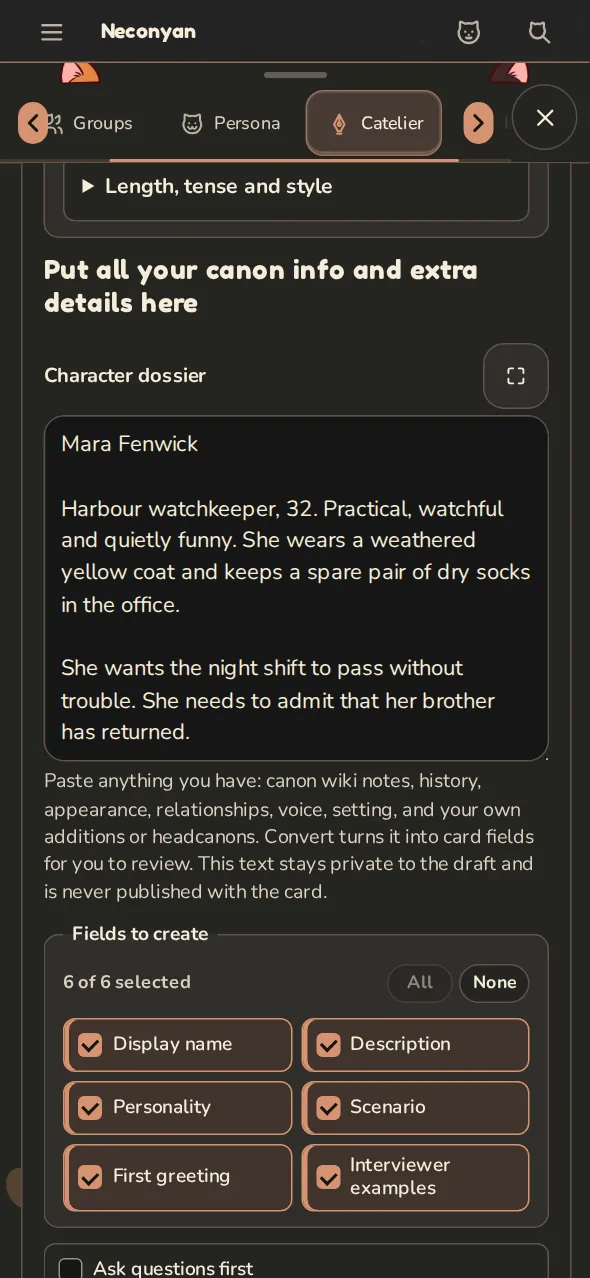 Neconyan
Groups
Persona
Catelier
Length, tense and style
Put all your canon info and extra
details here
Character dossier
Mara Fenwick
Harbour watchkeeper, 32. Practical, watchful
and quietly funny. She wears a weathered
yellow coat and keeps a spare pair of dry socks
in the office.
She wants the night shift to pass without
trouble. She needs to admit that her brother
has returned.
Paste anything you have: canon wiki notes, history,
appearance, relationships, voice, setting, and your own
additions or headcanons. Convert turns it into card fields
for you to review. This text stays private to the draft and
is never published with the card.
Fields to create
6 of 6 selected
All
None
Display name
Description
Personality
Scenario
First greeting
Interviewer
examples
Ask questions first